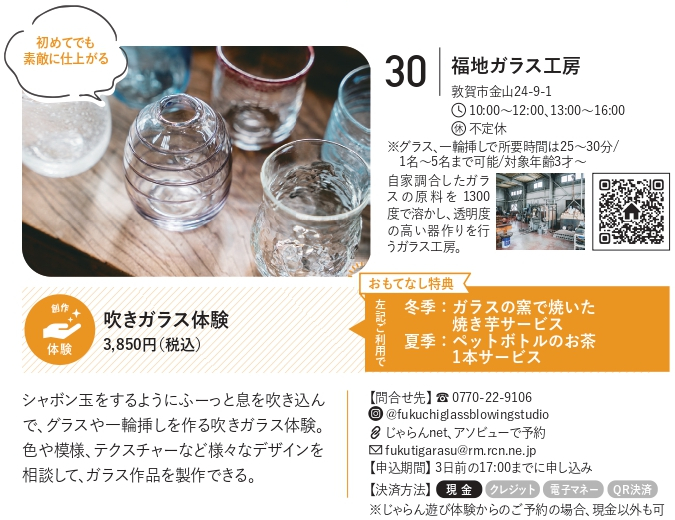 初めてでも
素敵に仕上がる
30
福地ガラス工房
敦賀市金山24-9-1
10:00〜12:00、13:00〜16:00
休 不定休
※グラス、一輪挿しで所要時間は25〜30分/
1名〜5名まで可能/対象年齢3才〜
自家調合したガラ
スの原料を1300
度で溶かし、透明度
の高い器作りを行
うガラス工房。
おもてなし特典
創作
体験
吹きガラス体験
3,850円(税込)
左記ご利用で
冬季：ガラスの窯で焼いた
焼き芋サービス
夏季：ペットボトルのお茶
1本サービス
シャボン玉をするようにふーっと息を吹き込ん
で、グラスや一輪挿しを作る吹きガラス体験。
色や模様、テクスチャーなど様々なデザインを
相談して、ガラス作品を製作できる。
【問合せ先】☎ 0770-22-9106
@fukuchiglassblowingstudio
じゃらんnet、アソビューで予約
fukutigarasu@rm.rcn.ne.jp
【申込期間】3日前の17:00までに申し込み
【決済方法】 現金 クレジット 電子マネー QR決済
※じゃらん遊び体験からのご予約の場合、現金以外も可